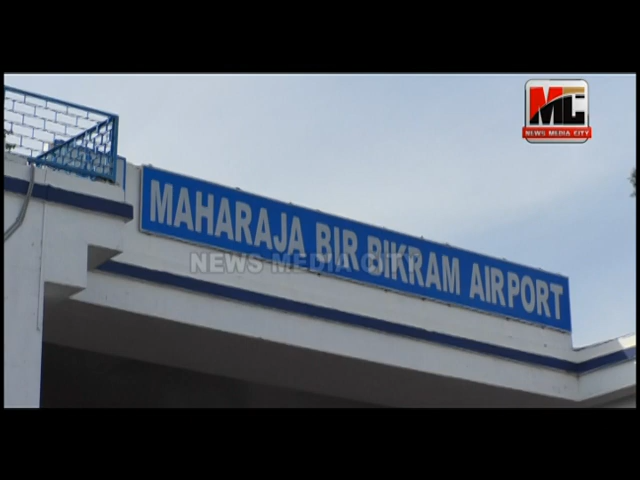 MC
NEWS MEDIA CITY
MAHARAJA BIR BIKRAM AIRPORT
NEWS MEDIA CITY